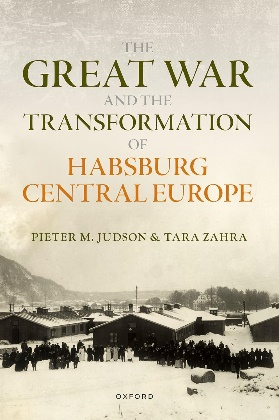 THE
GREAT WAR
AND THE
TRANSFORMATION
OF
HABSBURG
CENTRAL EUROPE
PIETER M. JUDSON & TARA ZAHRA
OXFORD